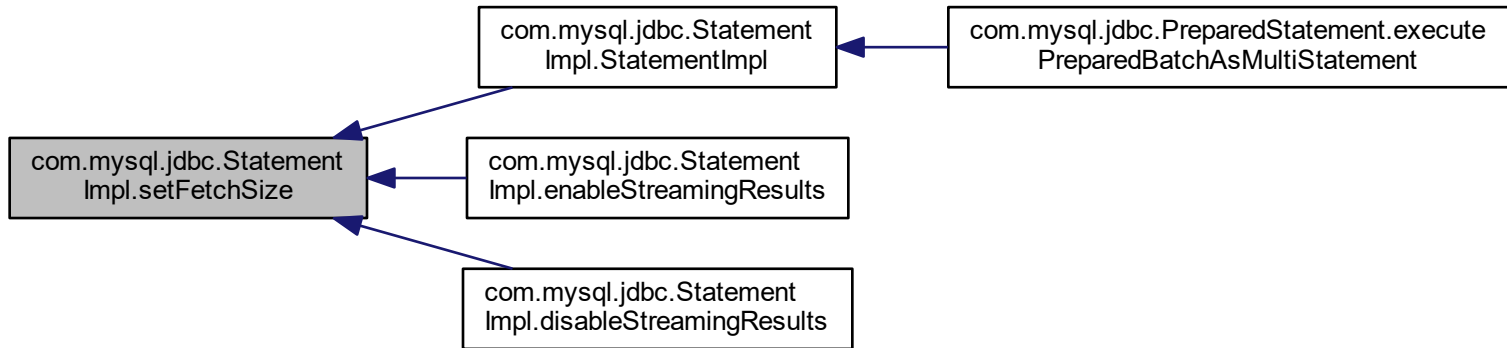 com.mysql.jdbc.Statement
Impl.StatementImpl
com.mysql.jdbc.PreparedStatement.execute
PreparedBatchAsMultiStatement
com.mysql.jdbc.Statement
Impl.setFetchSize
com.mysql.jdbc.Statement
Impl.enableStreamingResults
com.mysql.jdbc.Statement
Impl.disableStreamingResults